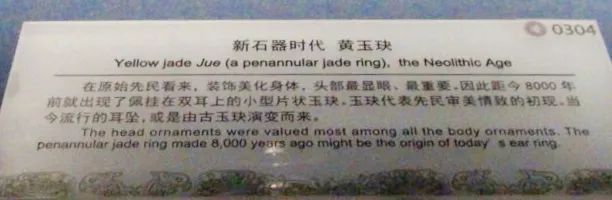 0304
新石器时代 黄玉玦
Yellow jade Jue (a penannular jade ring), the Neolithic Age
在原始先民看来，装饰美化身体，头部最显眼、最重要。因此距今8000年
前就出现了佩挂在双耳上的小型片状玉玦。玉玦代表先民审美情致的初现。当
今流行的耳坠，或是由古玉玦演变而来。
The head ornaments were valued most among all the body ornaments. The
penannular jade ring made 8,000 years ago might be the origin of today's ear ring.